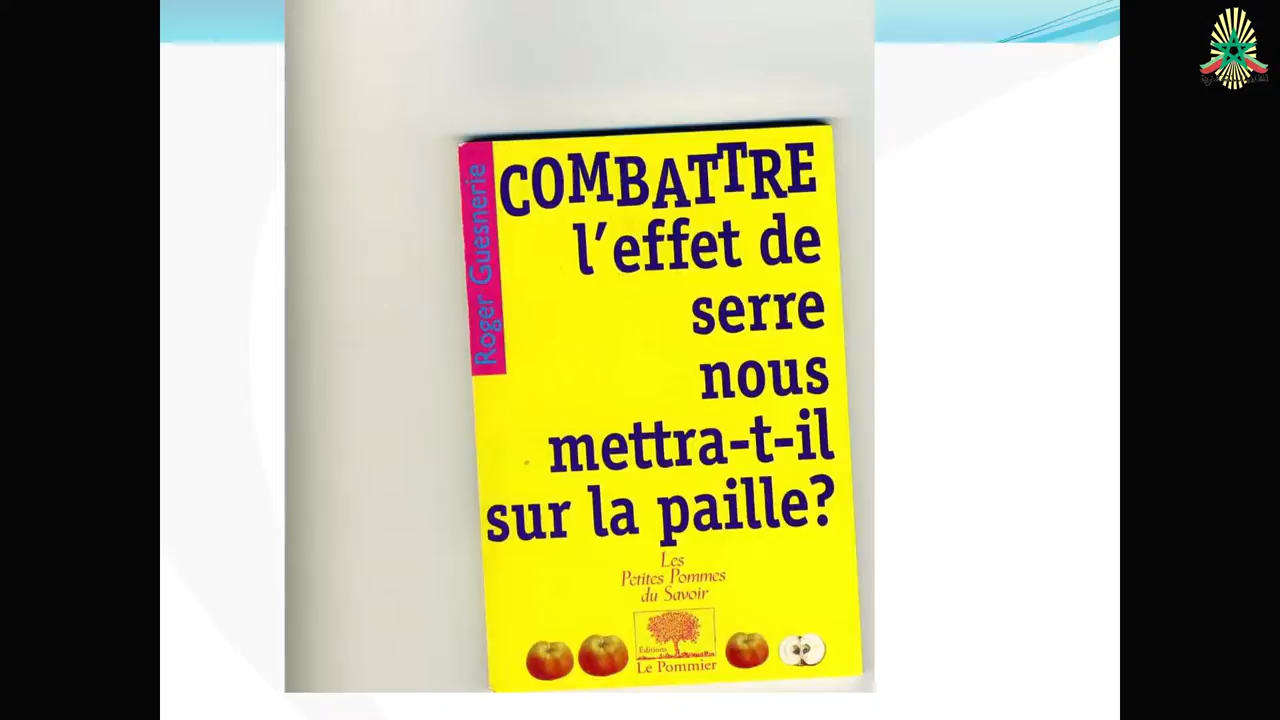 Roger Guesnerie
COMBATTRE
l'effet de
serre
nous
mettra-t-il
sur la paille?
Les
Petites Pommes
du Savoir
Éditions
Le Pommier